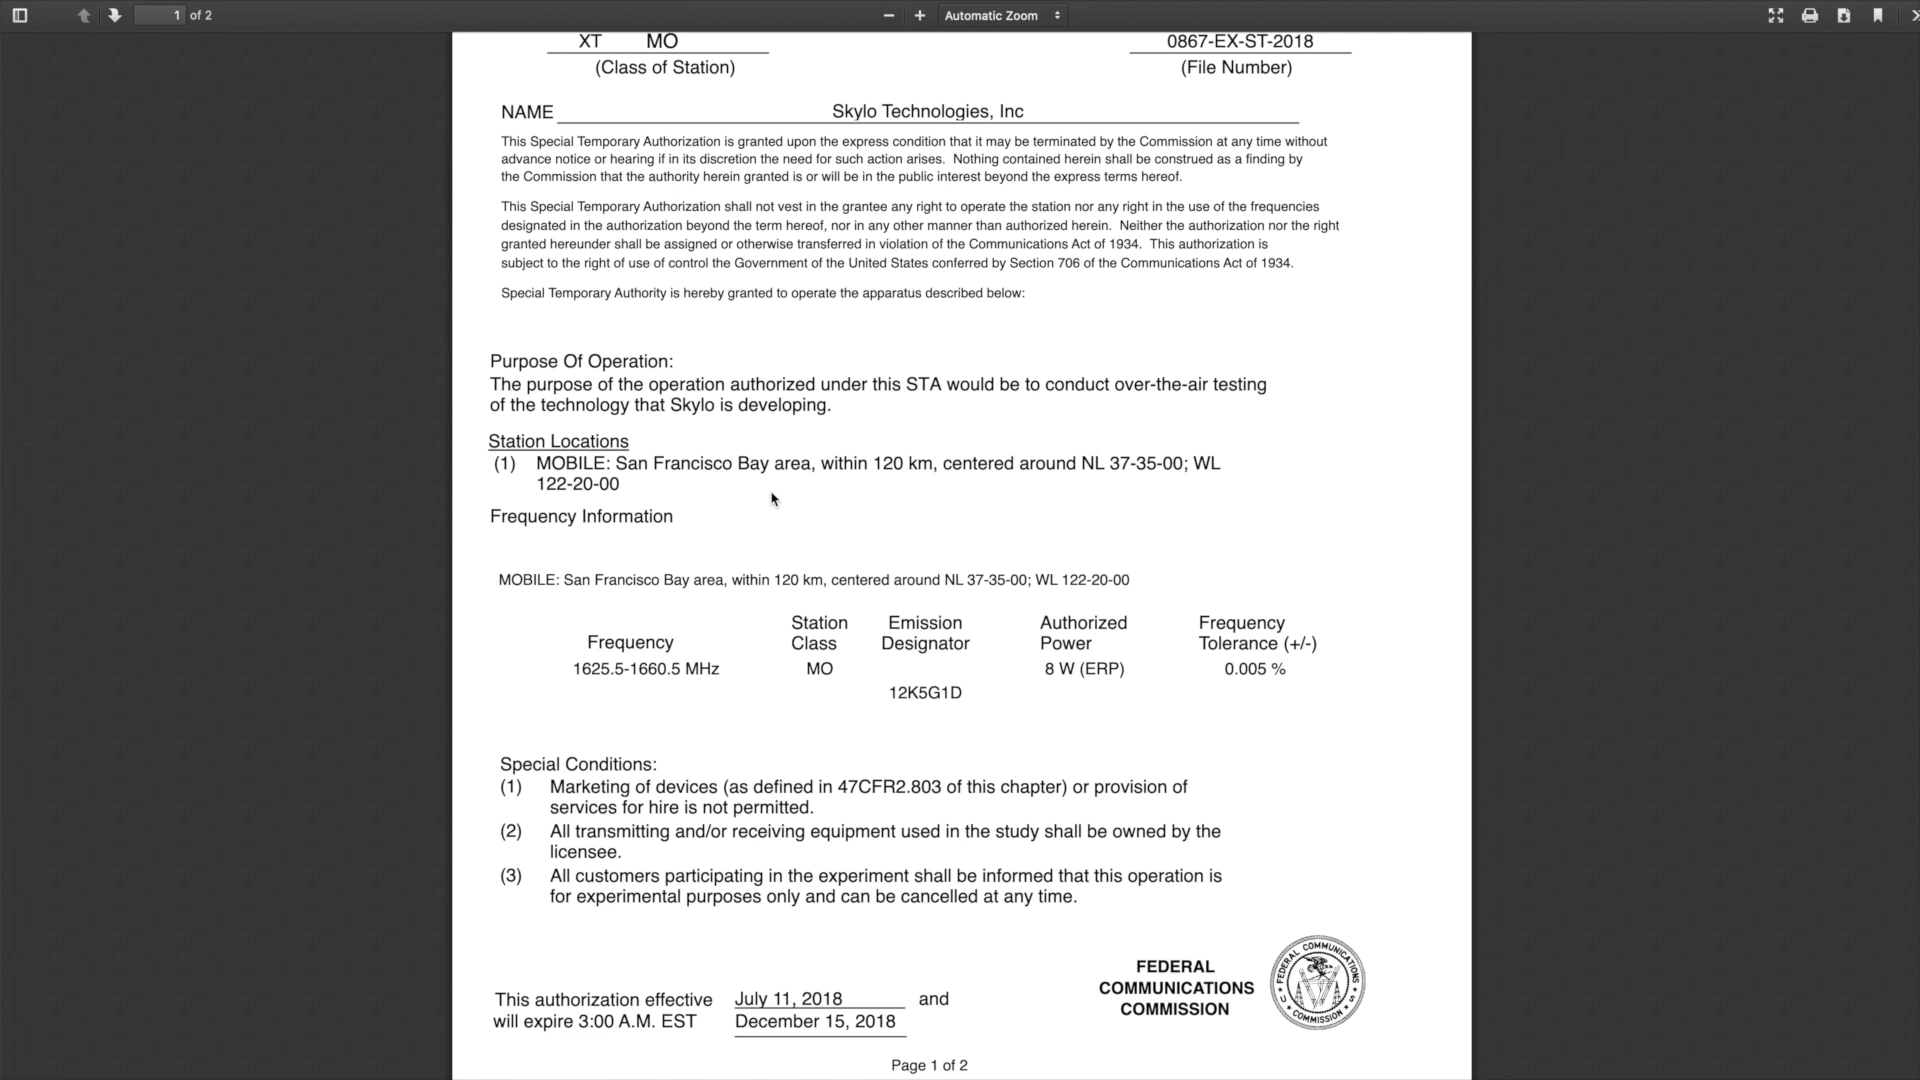 1 of 2
Automatic Zoom
XT MO
0867-EX-ST-2018
(Class of Station)
(File Number)
NAME Skylo Technologies, Inc
This Special Temporary Authorization is granted upon the express condition that it may be terminated by the Commission at any time without
advance notice or hearing if in its discretion the need for such action arises. Nothing contained herein shall be construed as a finding by
the Commission that the authority herein granted is or will be in the public interest beyond the express terms hereof.
This Special Temporary Authorization shall not vest in the grantee any right to operate the station nor any right in the use of the frequencies
designated in the authorization beyond the term hereof, nor in any other manner than authorized herein. Neither the authorization nor the right
granted hereunder shall be assigned or otherwise transferred in violation of the Communications Act of 1934. This authorization is
subject to the right of use of control the Government of the United States conferred by Section 706 of the Communications Act of 1934.
Special Temporary Authority is hereby granted to operate the apparatus described below:
Purpose Of Operation:
The purpose of the operation authorized under this STA would be to conduct over-the-air testing
of the technology that Skylo is developing.
Station Locations
(1) MOBILE: San Francisco Bay area, within 120 km, centered around NL 37-35-00; WL
122-20-00
Frequency Information
MOBILE: San Francisco Bay area, within 120 km, centered around NL 37-35-00; WL 122-20-00
Station Emission Authorized Frequency
Frequency Class Designator Power Tolerance (+/-)
1625.5-1660.5 MHz MO 8 W (ERP) 0.005 %
12K5G1D
Special Conditions:
(1) Marketing of devices (as defined in 47CFR2.803 of this chapter) or provision of
services for hire is not permitted.
(2) All transmitting and/or receiving equipment used in the study shall be owned by the
licensee.
(3) All customers participating in the experiment shall be informed that this operation is
for experimental purposes only and can be cancelled at any time.
This authorization effective July 11, 2018 and
will expire 3:00 A.M. EST December 15, 2018
FEDERAL
COMMUNICATIONS
COMMISSION
FEDERAL COMMUNICATIONS
COMMISSION
U S
Page 1 of 2